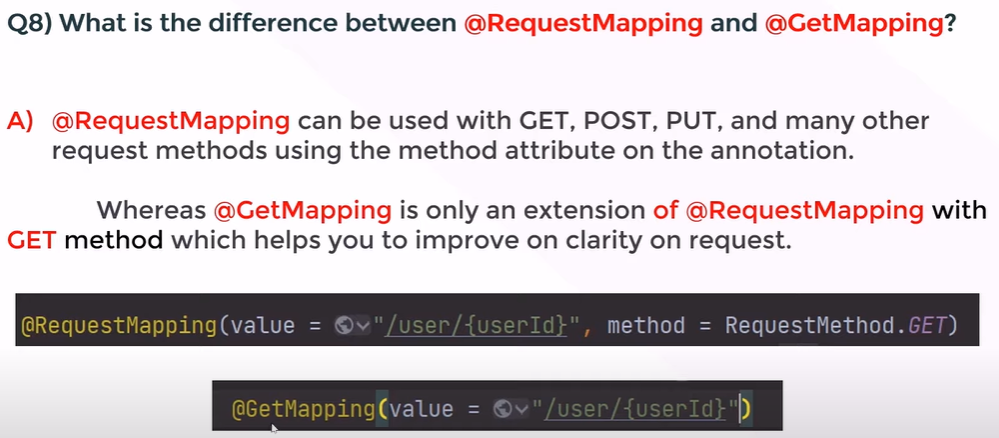 Q8) What is the difference between @RequestMapping and @GetMapping?
A) @RequestMapping can be used with GET, POST, PUT, and many other
request methods using the method attribute on the annotation.
Whereas @GetMapping is only an extension of @RequestMapping with
GET method which helps you to improve on clarity on request.
@RequestMapping(value = "/user/{userId}", method = RequestMethod.GET)
@GetMapping(value = "/user/{userId}")